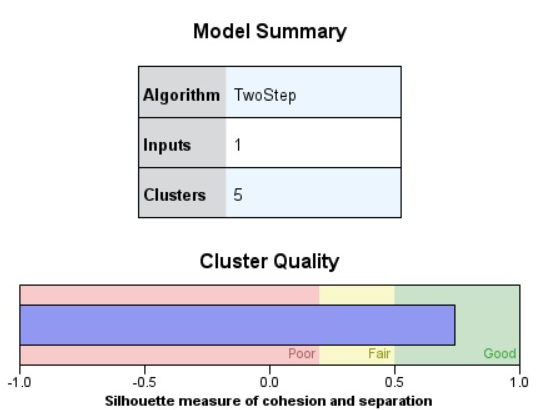 Model Summary
Algorithm TwoStep
Inputs 1
Clusters 5
Cluster Quality
Poor Fair Good
-1.0 -0.5 0.0 0.5 1.0
Silhouette measure of cohesion and separation